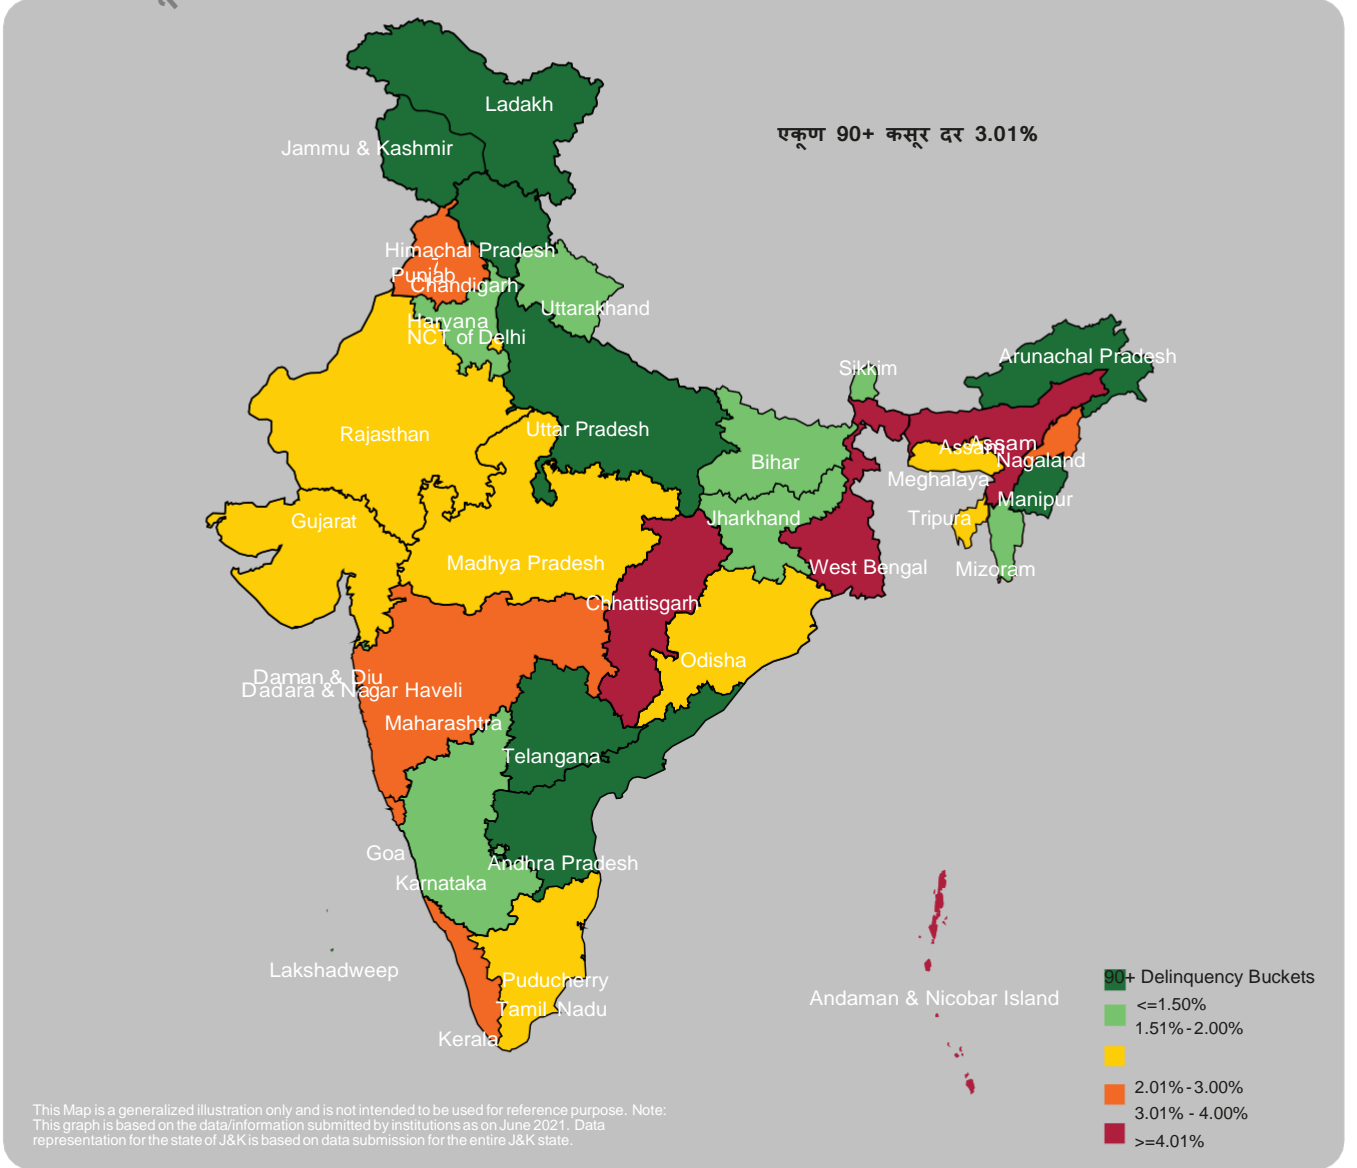 Ladakh
एकूण 90+ कसूर दर 3.01%
Jammu & Kashmir
Himachal Pradesh
Punjab
Chandigarh
Uttarakhand
Haryana
NCT of Delhi
Arunachal Pradesh
Sikkim
Rajasthan
Uttar Pradesh
Assam
Assam
Bihar
Nagaland
Meghalaya
Manipur
Gujarat
Jharkhand
Tripura
Madhya Pradesh
West Bengal
Mizoram
Chhattisgarh
Odisha
Daman & Diu
Dadara & Nagar Haveli
Maharashtra
Telangana
Goa
Andhra Pradesh
Karnataka
Lakshadweep
Puducherry
Andaman & Nicobar Island
Tamil Nadu
Kerala
90+ Delinquency Buckets
<=1.50%
1.51% - 2.00%
2.01% - 3.00%
3.01% - 4.00%
>=4.01%
This Map is a generalized illustration only and is not intended to be used for reference purpose. Note:
This graph is based on the data/information submitted by institutions as on June 2021. Data
representation for the state of J&K is based on data submission for the entire J&K state.